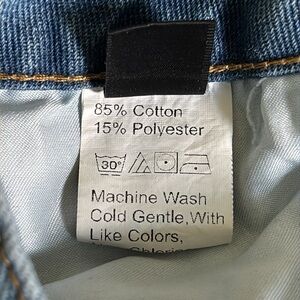 85% Cotton
15% Polyester
30°
Machine Wash
Cold Gentle,With
Like Colors,